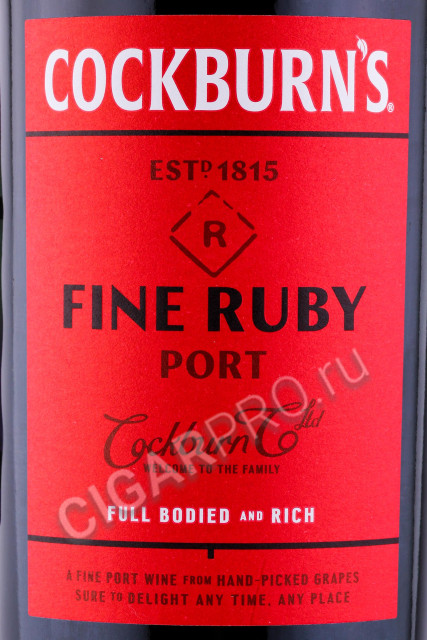 COCKBURN'S®
ESTD 1815
R
FINE RUBY
PORT
Cockburn & Co Ltd
WELCOME TO THE FAMILY
FULL BODIED AND RICH
A FINE PORT WINE FROM HAND-PICKED GRAPES
SURE TO DELIGHT ANY TIME, ANY PLACE
CIGARPRO.ru